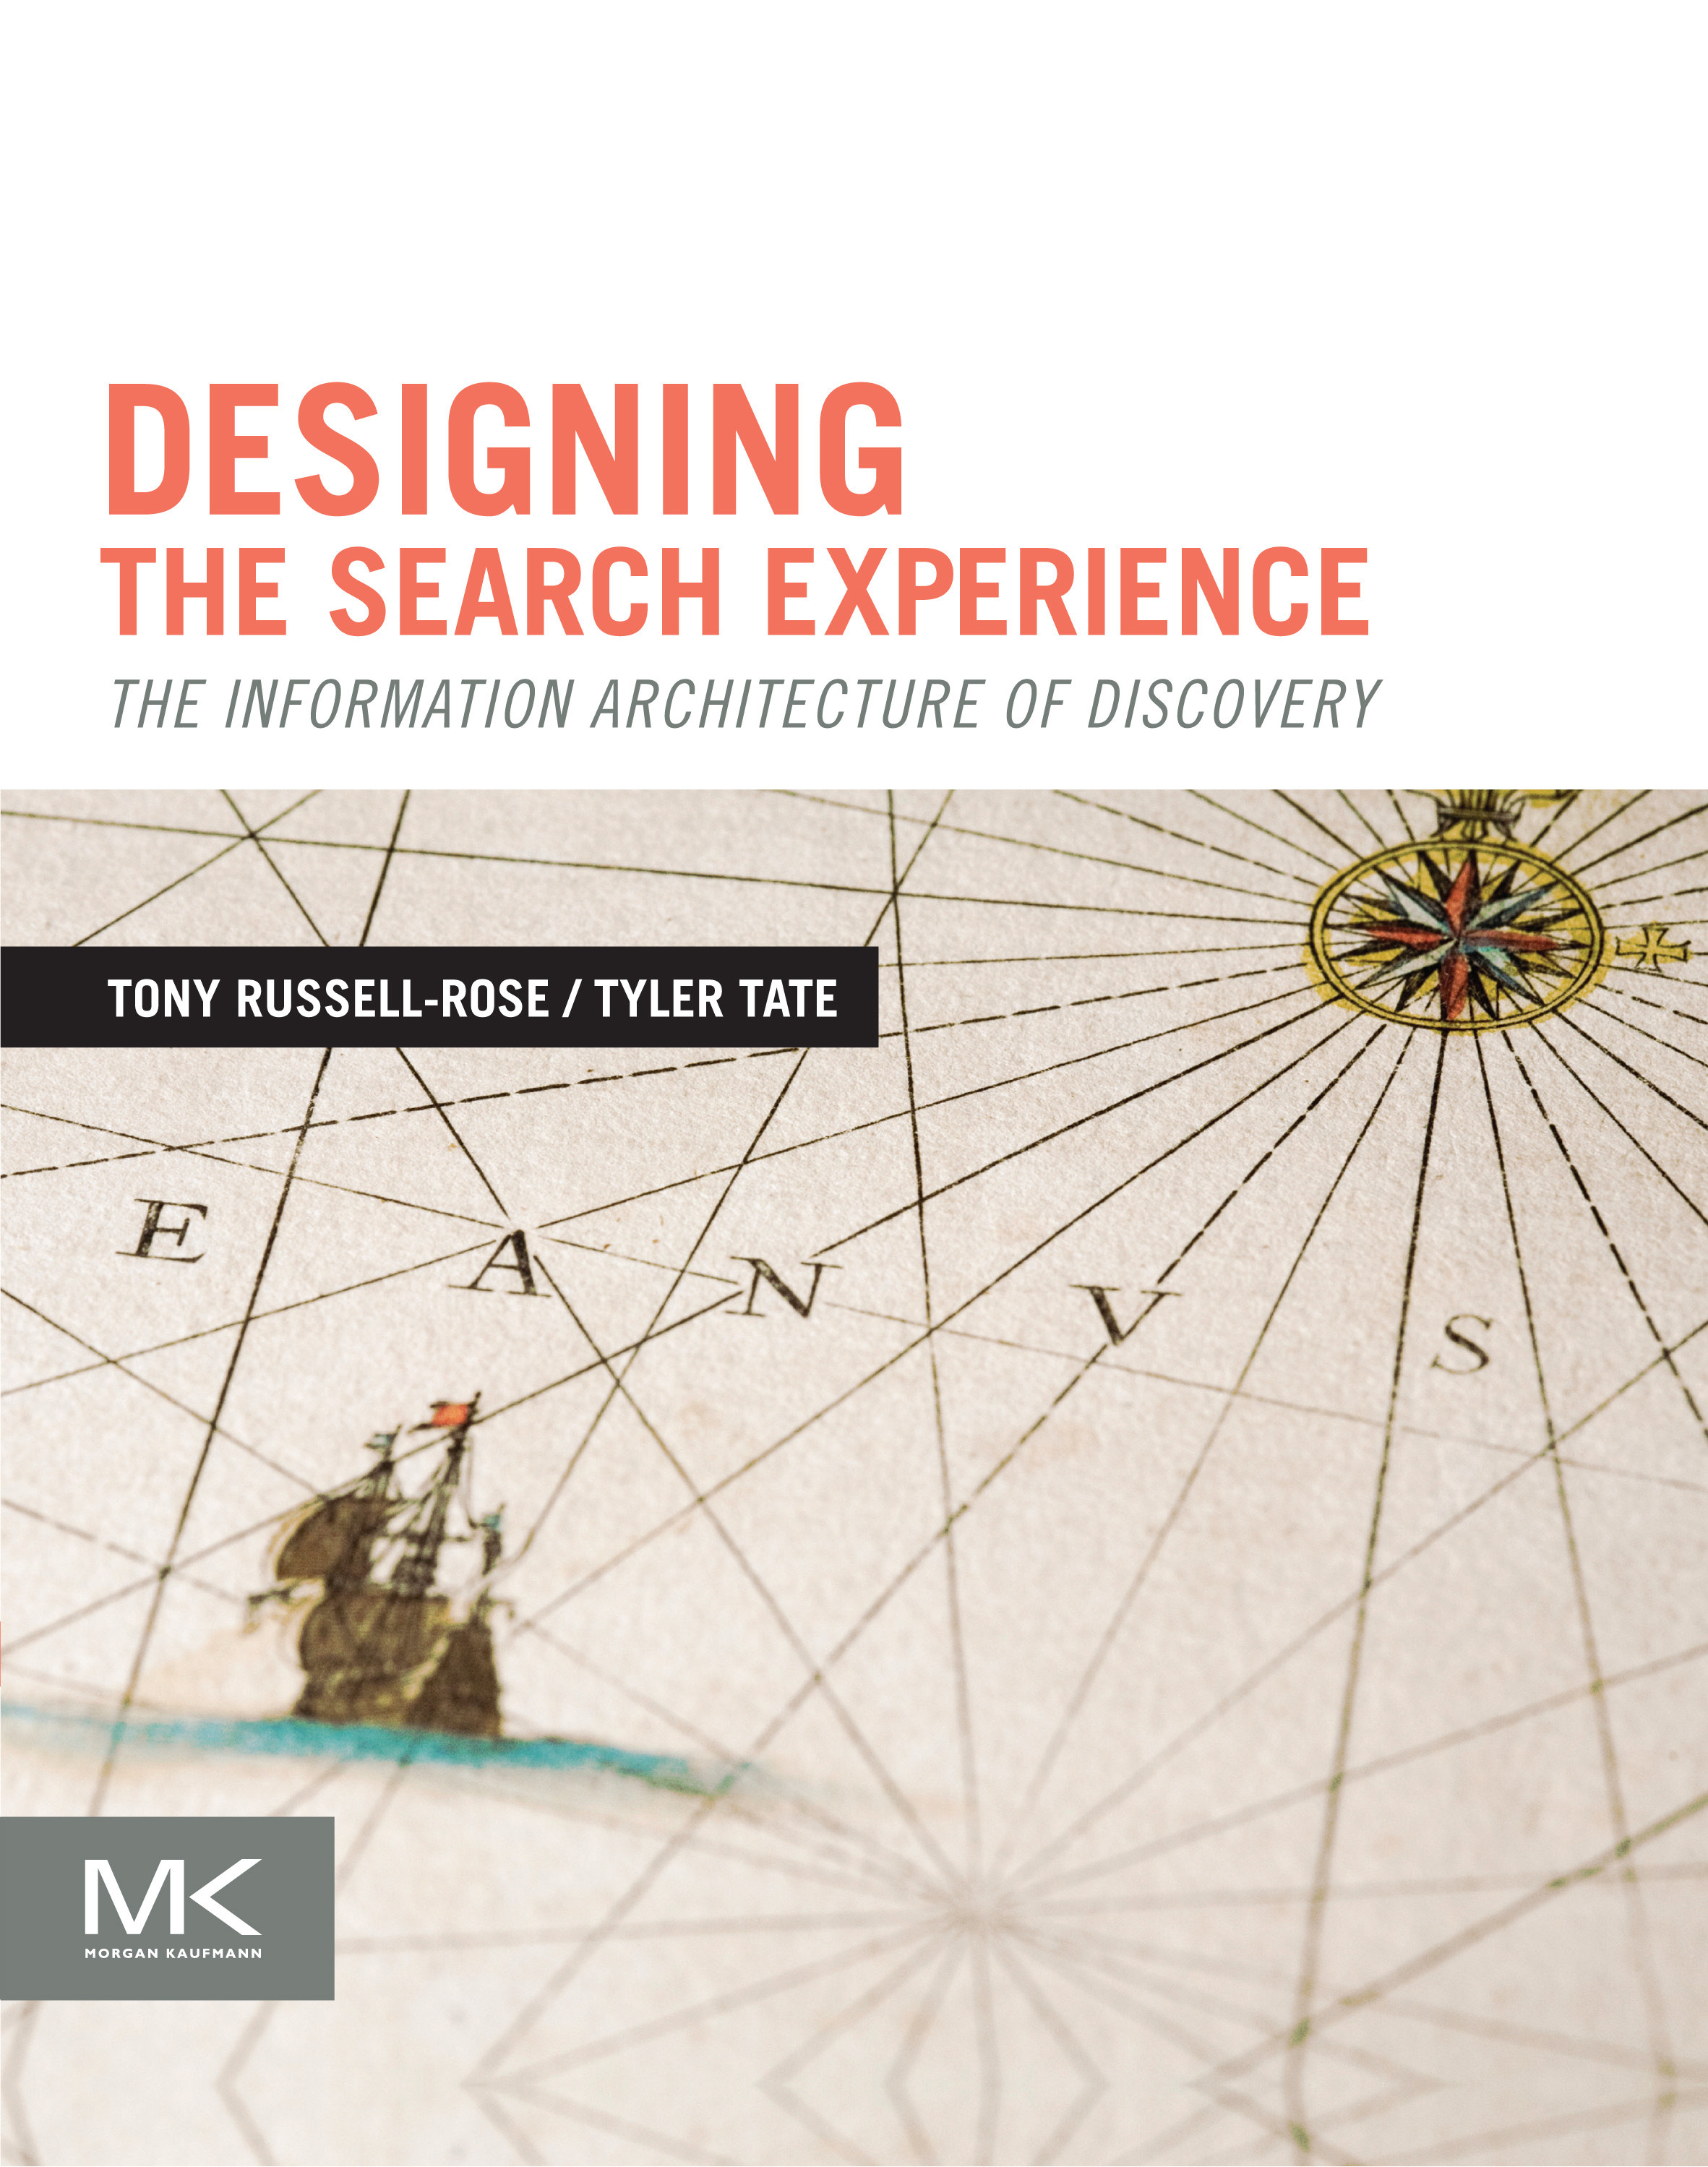 DESIGNING
THE SEARCH EXPERIENCE
THE INFORMATION ARCHITECTURE OF DISCOVERY
TONY RUSSELL-ROSE / TYLER TATE
E A N V S
MK
MORGAN KAUFMANN